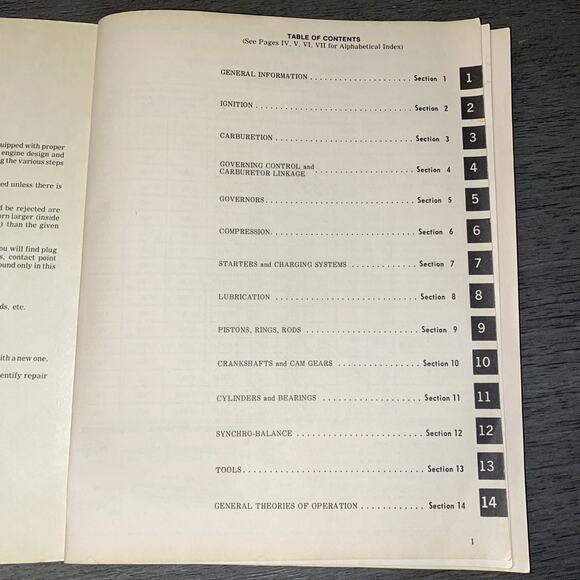 uipped with proper
engine design and
g the various steps
ed unless there is
d be rejected are
rn larger (inside
) than the given
ou will find plug
s, contact point
ound only in this
ds, etc.
ith a new one.
entify repair
TABLE OF CONTENTS
(See Pages IV, V, VI, VII for Alphabetical Index)
GENERAL INFORMATION . . . . . . . . . . . . . . . . . Section 1 1
IGNITION . . . . . . . . . . . . . . . . . . . . . . . . . . . Section 2 2
CARBURETION . . . . . . . . . . . . . . . . . . . . . . . Section 3 3
GOVERNING CONTROL and
CARBURETOR LINKAGE . . . . . . . . . . . . . . . . . Section 4 4
GOVERNORS . . . . . . . . . . . . . . . . . . . . . . . . . Section 5 5
COMPRESSION. . . . . . . . . . . . . . . . . . . . . . . . Section 6 6
STARTERS and CHARGING SYSTEMS . . . . . . . . . . . Section 7 7
LUBRICATION . . . . . . . . . . . . . . . . . . . . . . . . Section 8 8
PISTONS, RINGS, RODS . . . . . . . . . . . . . . . . . . Section 9 9
CRANKSHAFTS and CAM GEARS . . . . . . . . . . . . . Section 10 10
CYLINDERS and BEARINGS . . . . . . . . . . . . . . . . Section 11 11
SYNCHRO-BALANCE . . . . . . . . . . . . . . . . . . . . Section 12 12
TOOLS. . . . . . . . . . . . . . . . . . . . . . . . . . . . . Section 13 13
GENERAL THEORIES OF OPERATION . . . . . . . . . . . . Section 14 14
1